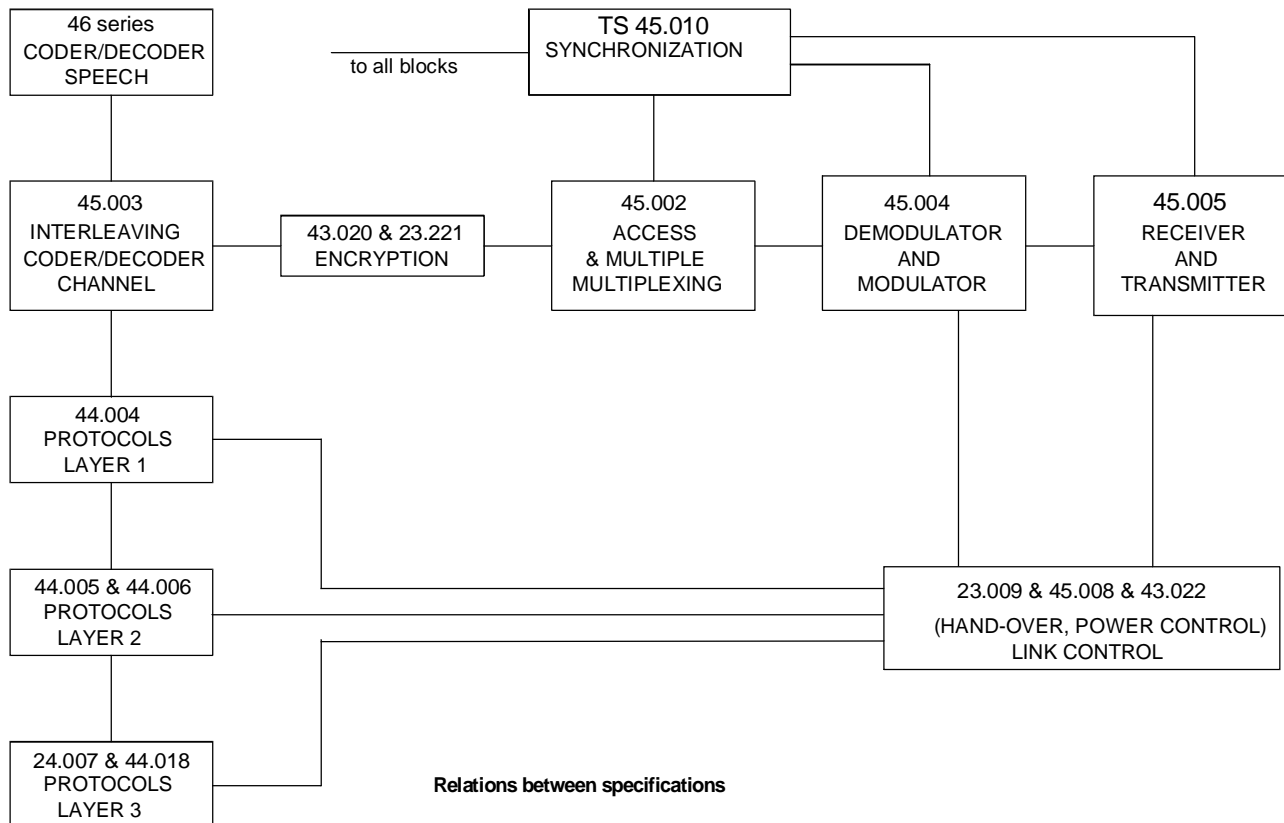 46 series
CODER/DECODER
SPEECH
TS 45.010
SYNCHRONIZATION
to all blocks
45.003
INTERLEAVING
CODER/DECODER
CHANNEL
43.020 & 23.221
ENCRYPTION
45.002
ACCESS
& MULTIPLE
MULTIPLEXING
45.004
DEMODULATOR
AND
MODULATOR
45.005
RECEIVER
AND
TRANSMITTER
44.004
PROTOCOLS
LAYER 1
44.005 & 44.006
PROTOCOLS
LAYER 2
23.009 & 45.008 & 43.022
(HAND-OVER, POWER CONTROL)
LINK CONTROL
24.007 & 44.018
PROTOCOLS
LAYER 3
Relations between specifications